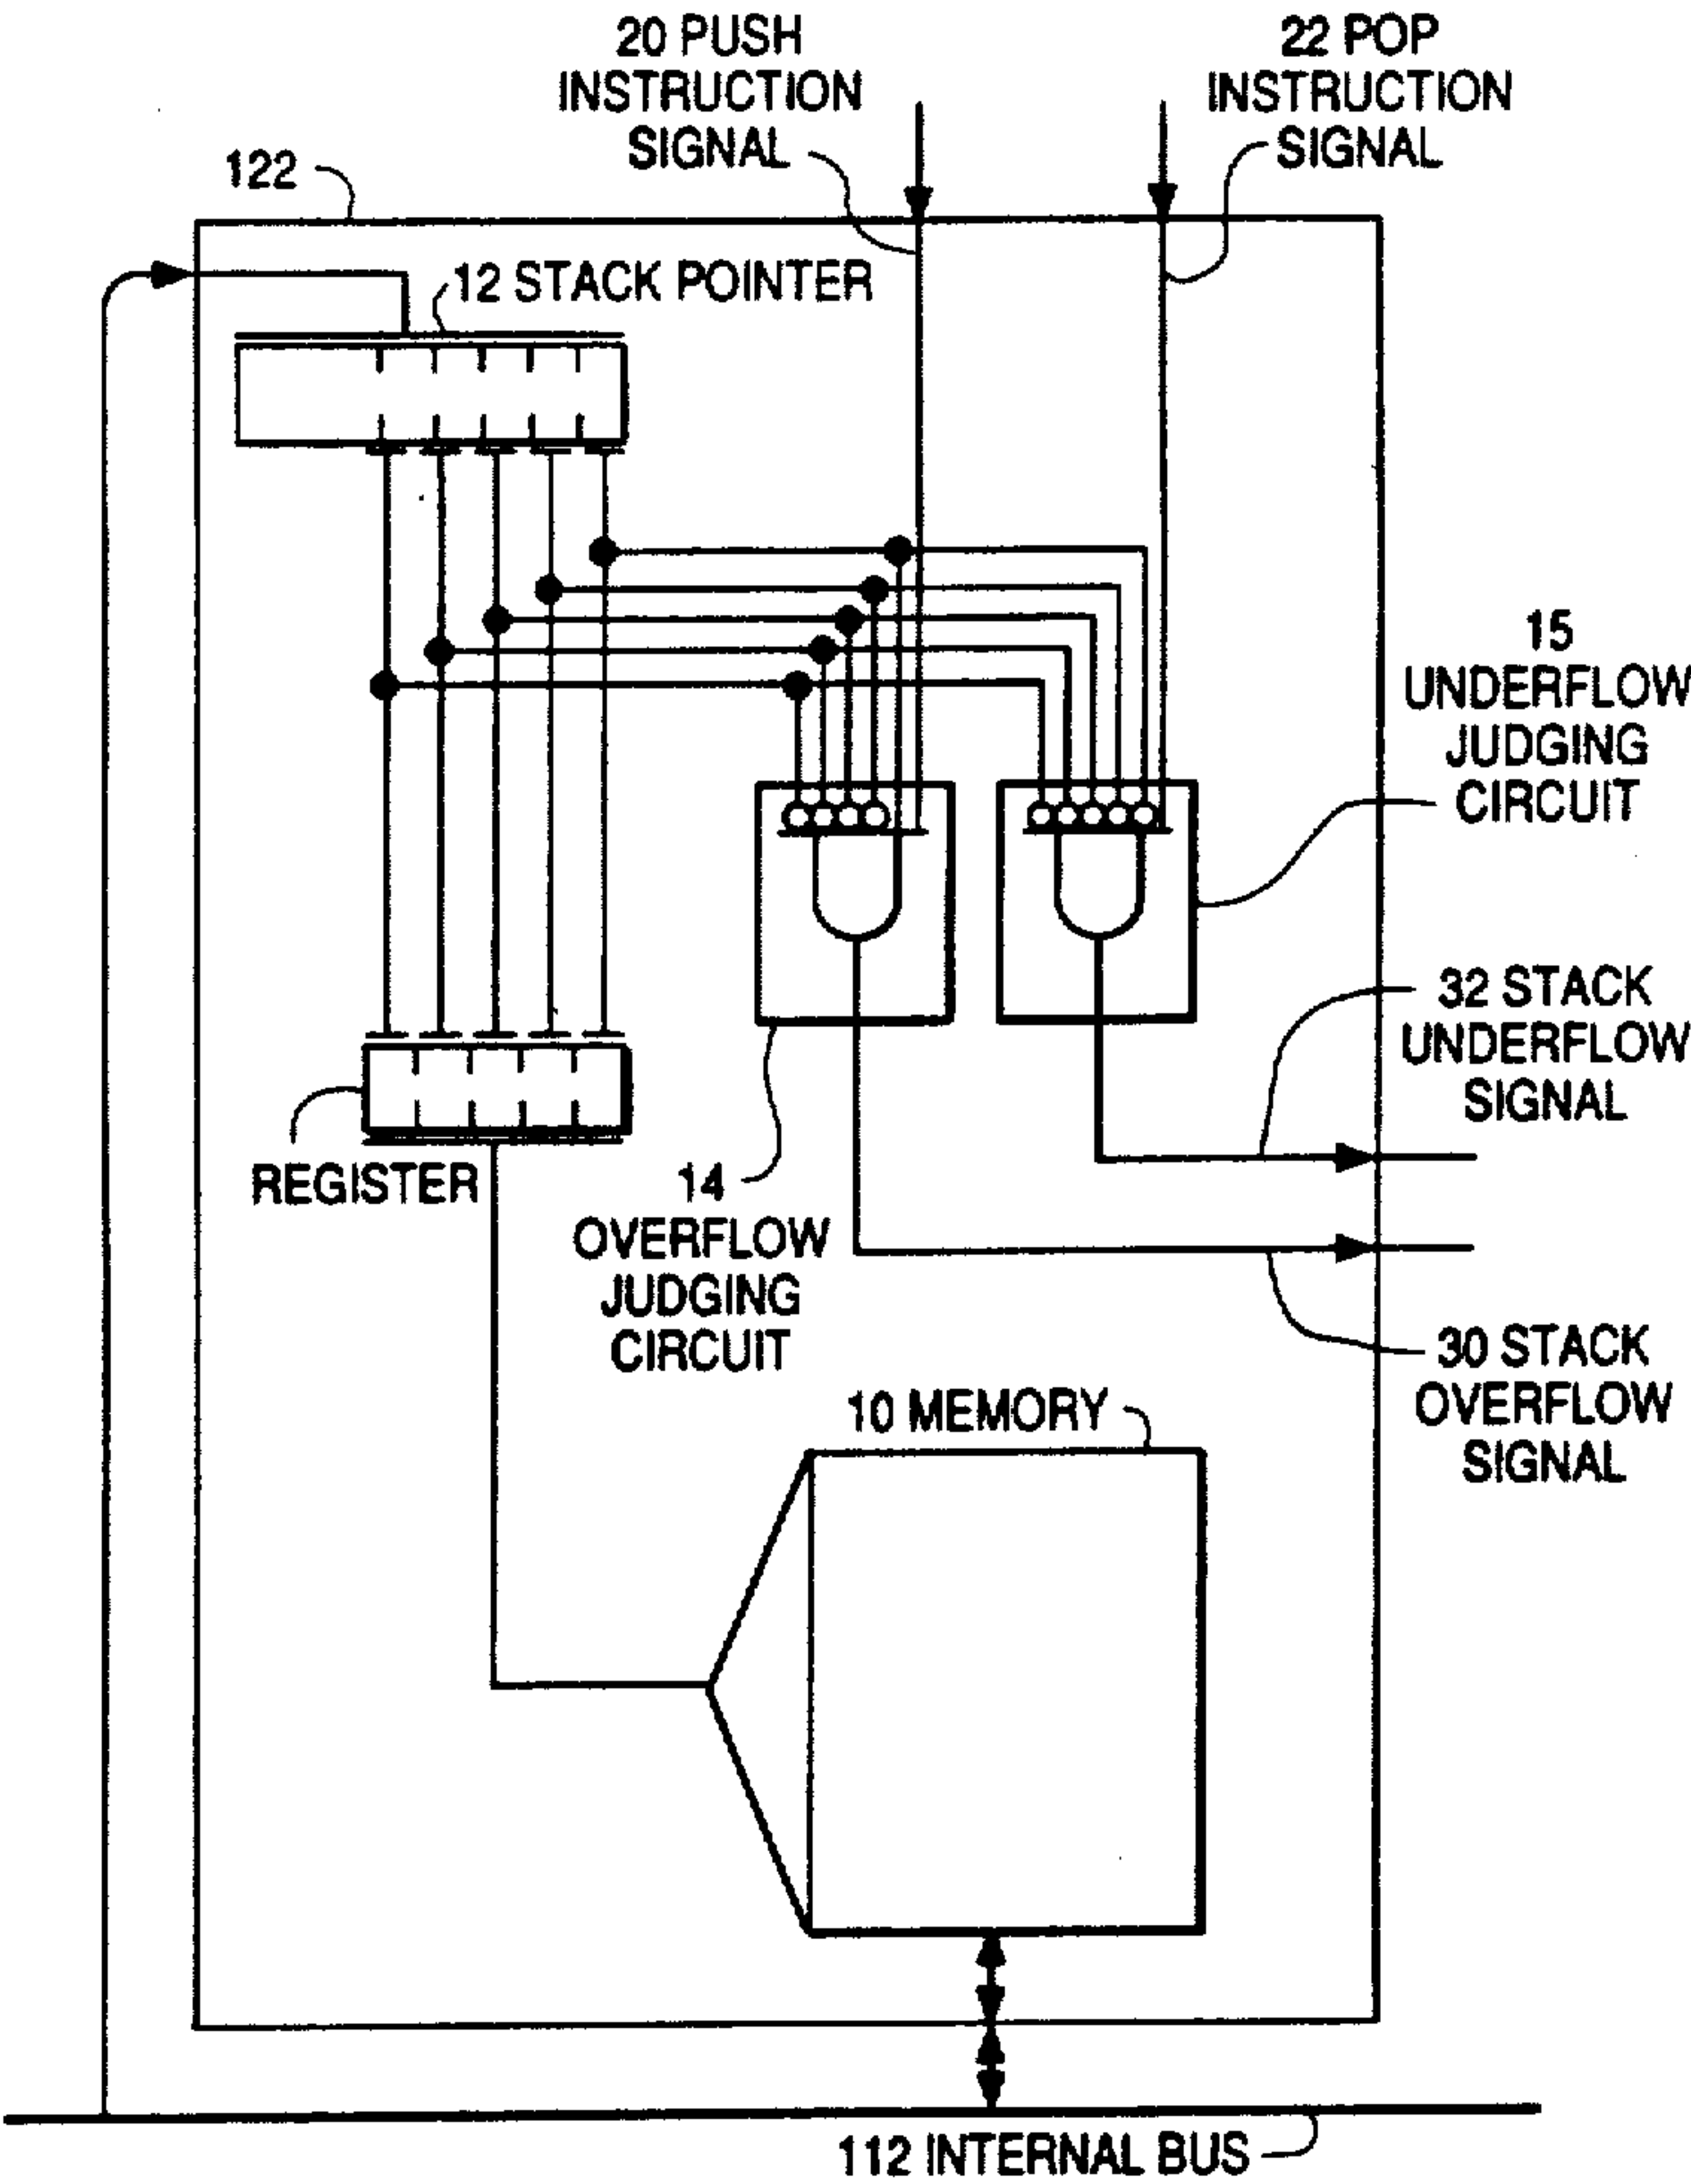 20 PUSH
INSTRUCTION
SIGNAL
22 POP
INSTRUCTION
SIGNAL
122
12 STACK POINTER
15
UNDERFLOW
JUDGING
CIRCUIT
32 STACK
UNDERFLOW
SIGNAL
REGISTER
14
OVERFLOW
JUDGING
CIRCUIT
30 STACK
OVERFLOW
SIGNAL
10 MEMORY
112 INTERNAL BUS